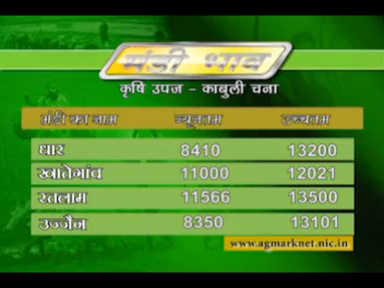 मंडी भाव
कृषि उपज - काबुली चना
मंडी का नाम न्यूनतम उच्चतम
धार 8410 13200
खातेगांव 11000 12021
रतलाम 11566 13500
उज्जैन 8350 13101
www.agmarknet.nic.in